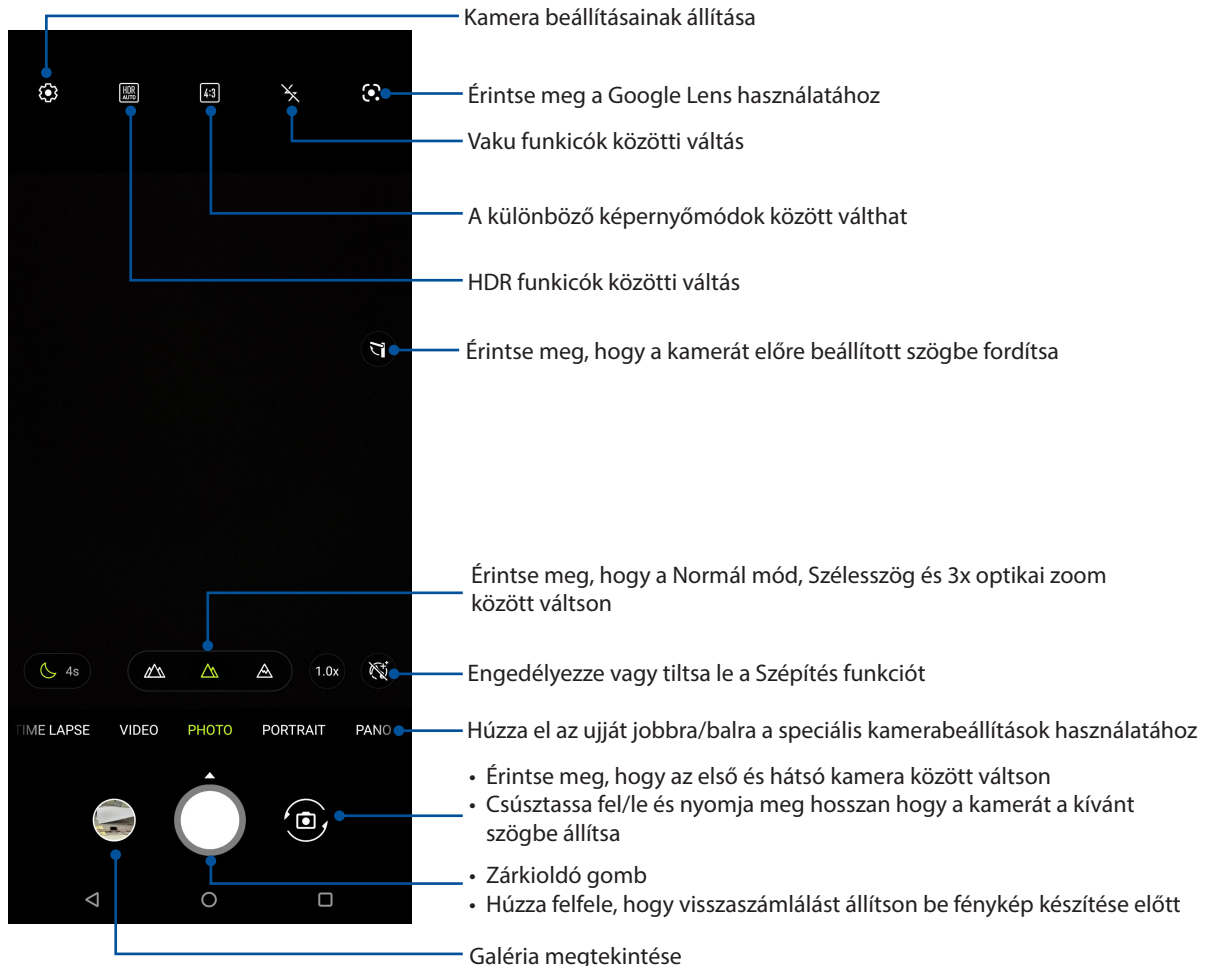 Kamera beállításainak állítása
HDR
AUTO
4:3
Érintse meg a Google Lens használatához
Vaku funkicók közötti váltás
A különböző képernyőmódok között válthat
HDR funkicók közötti váltás
Érintse meg, hogy a kamerát előre beállított szögbe fordítsa
Érintse meg, hogy a Normál mód, Szélesszög és 3x optikai zoom
között váltson
4s
1.0x
Engedélyezze vagy tiltsa le a Szépítés funkciót
TIME LAPSE VIDEO PHOTO PORTRAIT PANO
Húzza el az ujját jobbra/balra a speciális kamerabeállítások használatához
• Érintse meg, hogy az első és hátsó kamera között váltson
• Csúsztassa fel/le és nyomja meg hosszan hogy a kamerát a kívánt
szögbe állítsa
• Zárkioldó gomb
• Húzza felfele, hogy visszaszámlálást állítson be fénykép készítése előtt
Galéria megtekintése